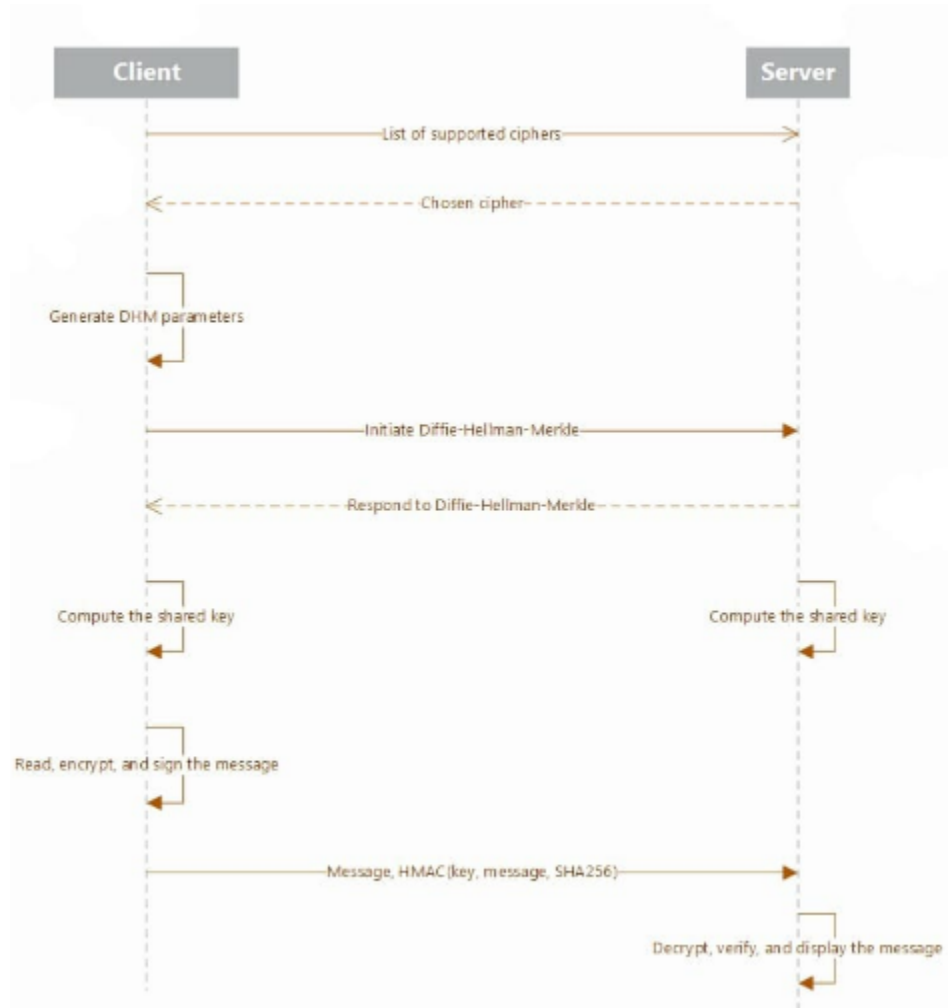 Client
Server
List of supported ciphers
Chosen cipher
Generate DHM parameters
Initiate Diffie-Hellman-Merkle
Respond to Diffie-Hellman-Merkle
Compute the shared key
Compute the shared key
Read, encrypt, and sign the message
Message, HMAC(key, message, SHA256)
Decrypt, verify, and display the message